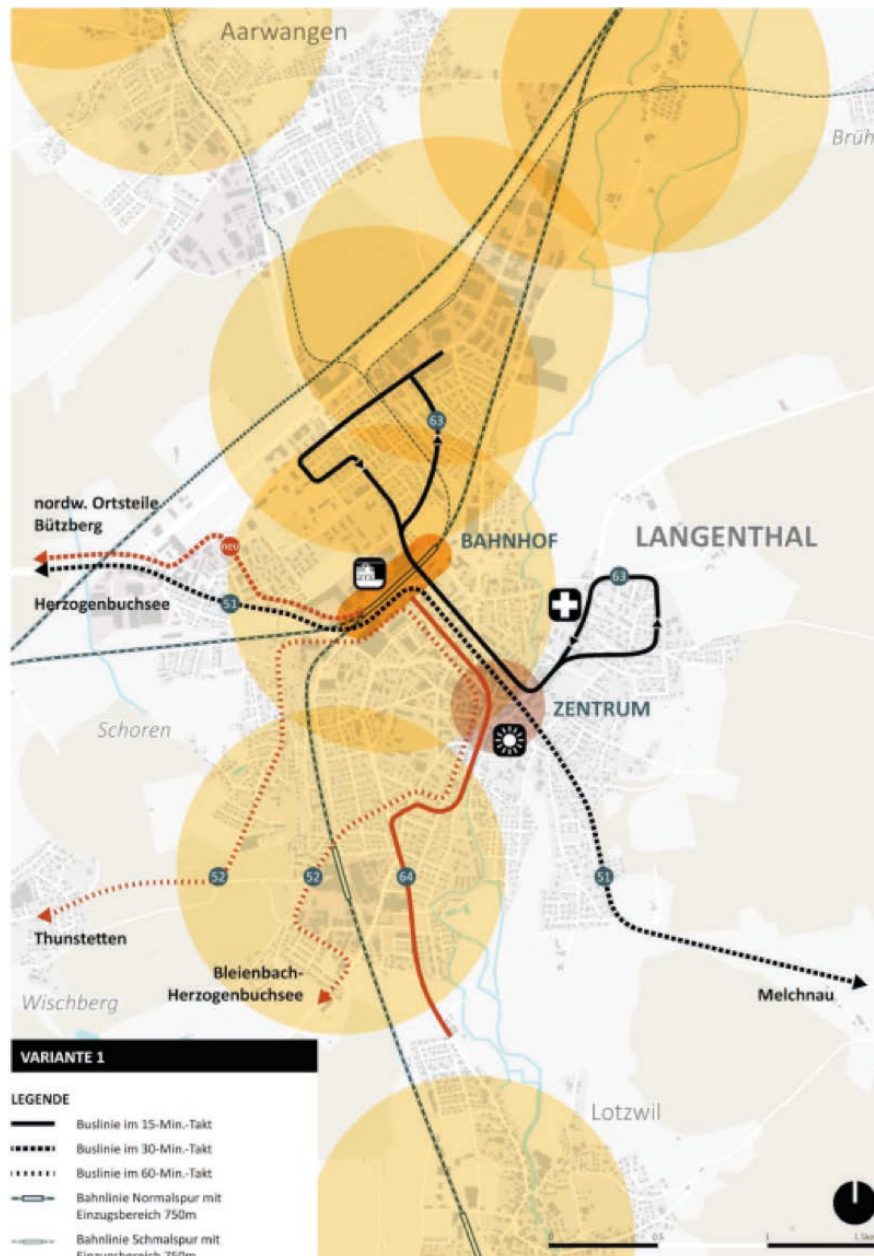 Aarwangen
Brüh
63
nordw. Ortsteile
Bützberg
neu
BAHNHOF
LANGENTHAL
Herzogenbuchsee
51
63
ZENTRUM
Schoren
52
52
64
51
Thunstetten
Bleienbach-
Herzogenbuchsee
Melchnau
Wischberg
VARIANTE 1
LEGENDE
Buslinie im 15-Min.-Takt
Buslinie im 30-Min.-Takt
Buslinie im 60-Min.-Takt
Bahnlinie Normalspur mit
Einzugsbereich 750m
Bahnlinie Schmalspur mit
Einzugsbereich 750m
Lotzwil
0.5
1